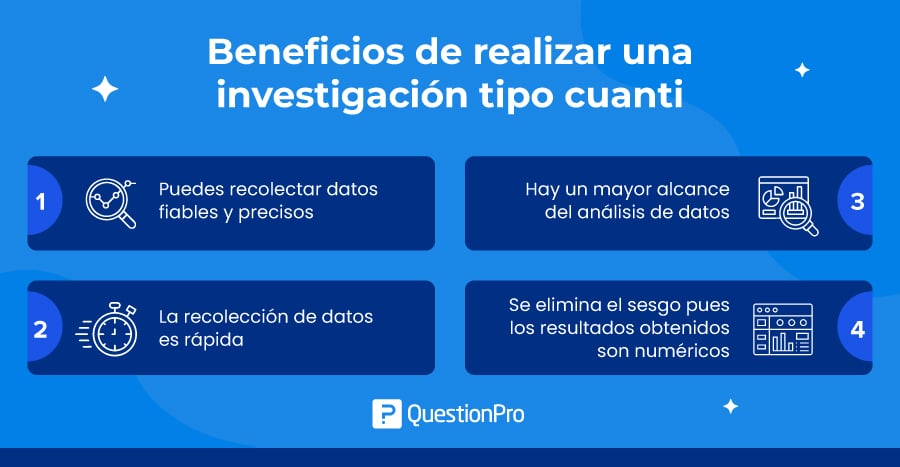 Beneficios de realizar una
investigación tipo cuanti
1
Puedes recolectar datos
fiables y precisos
2
La recolección de datos
es rápida
Hay un mayor alcance
del análisis de datos
3
Se elimina el sesgo pues
los resultados obtenidos
son numéricos
4
? QuestionPro